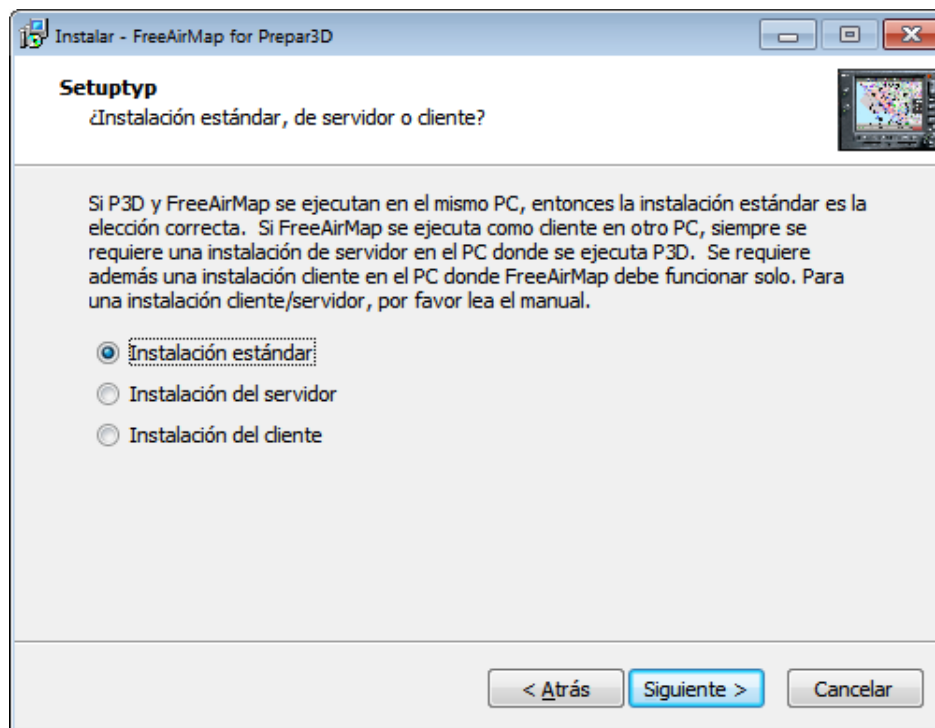 Instalar - FreeAirMap for Prepar3D
Setuptyp
¿Instalación estándar, de servidor o cliente?
Si P3D y FreeAirMap se ejecutan en el mismo PC, entonces la instalación estándar es la
elección correcta.  Si FreeAirMap se ejecuta como cliente en otro PC, siempre se
requiere una instalación de servidor en el PC donde se ejecuta P3D.  Se requiere
además una instalación cliente en el PC donde FreeAirMap debe funcionar solo. Para
una instalación cliente/servidor, por favor lea el manual.
Instalación estándar
Instalación del servidor
Instalación del cliente
< Atrás
Siguiente >
Cancelar